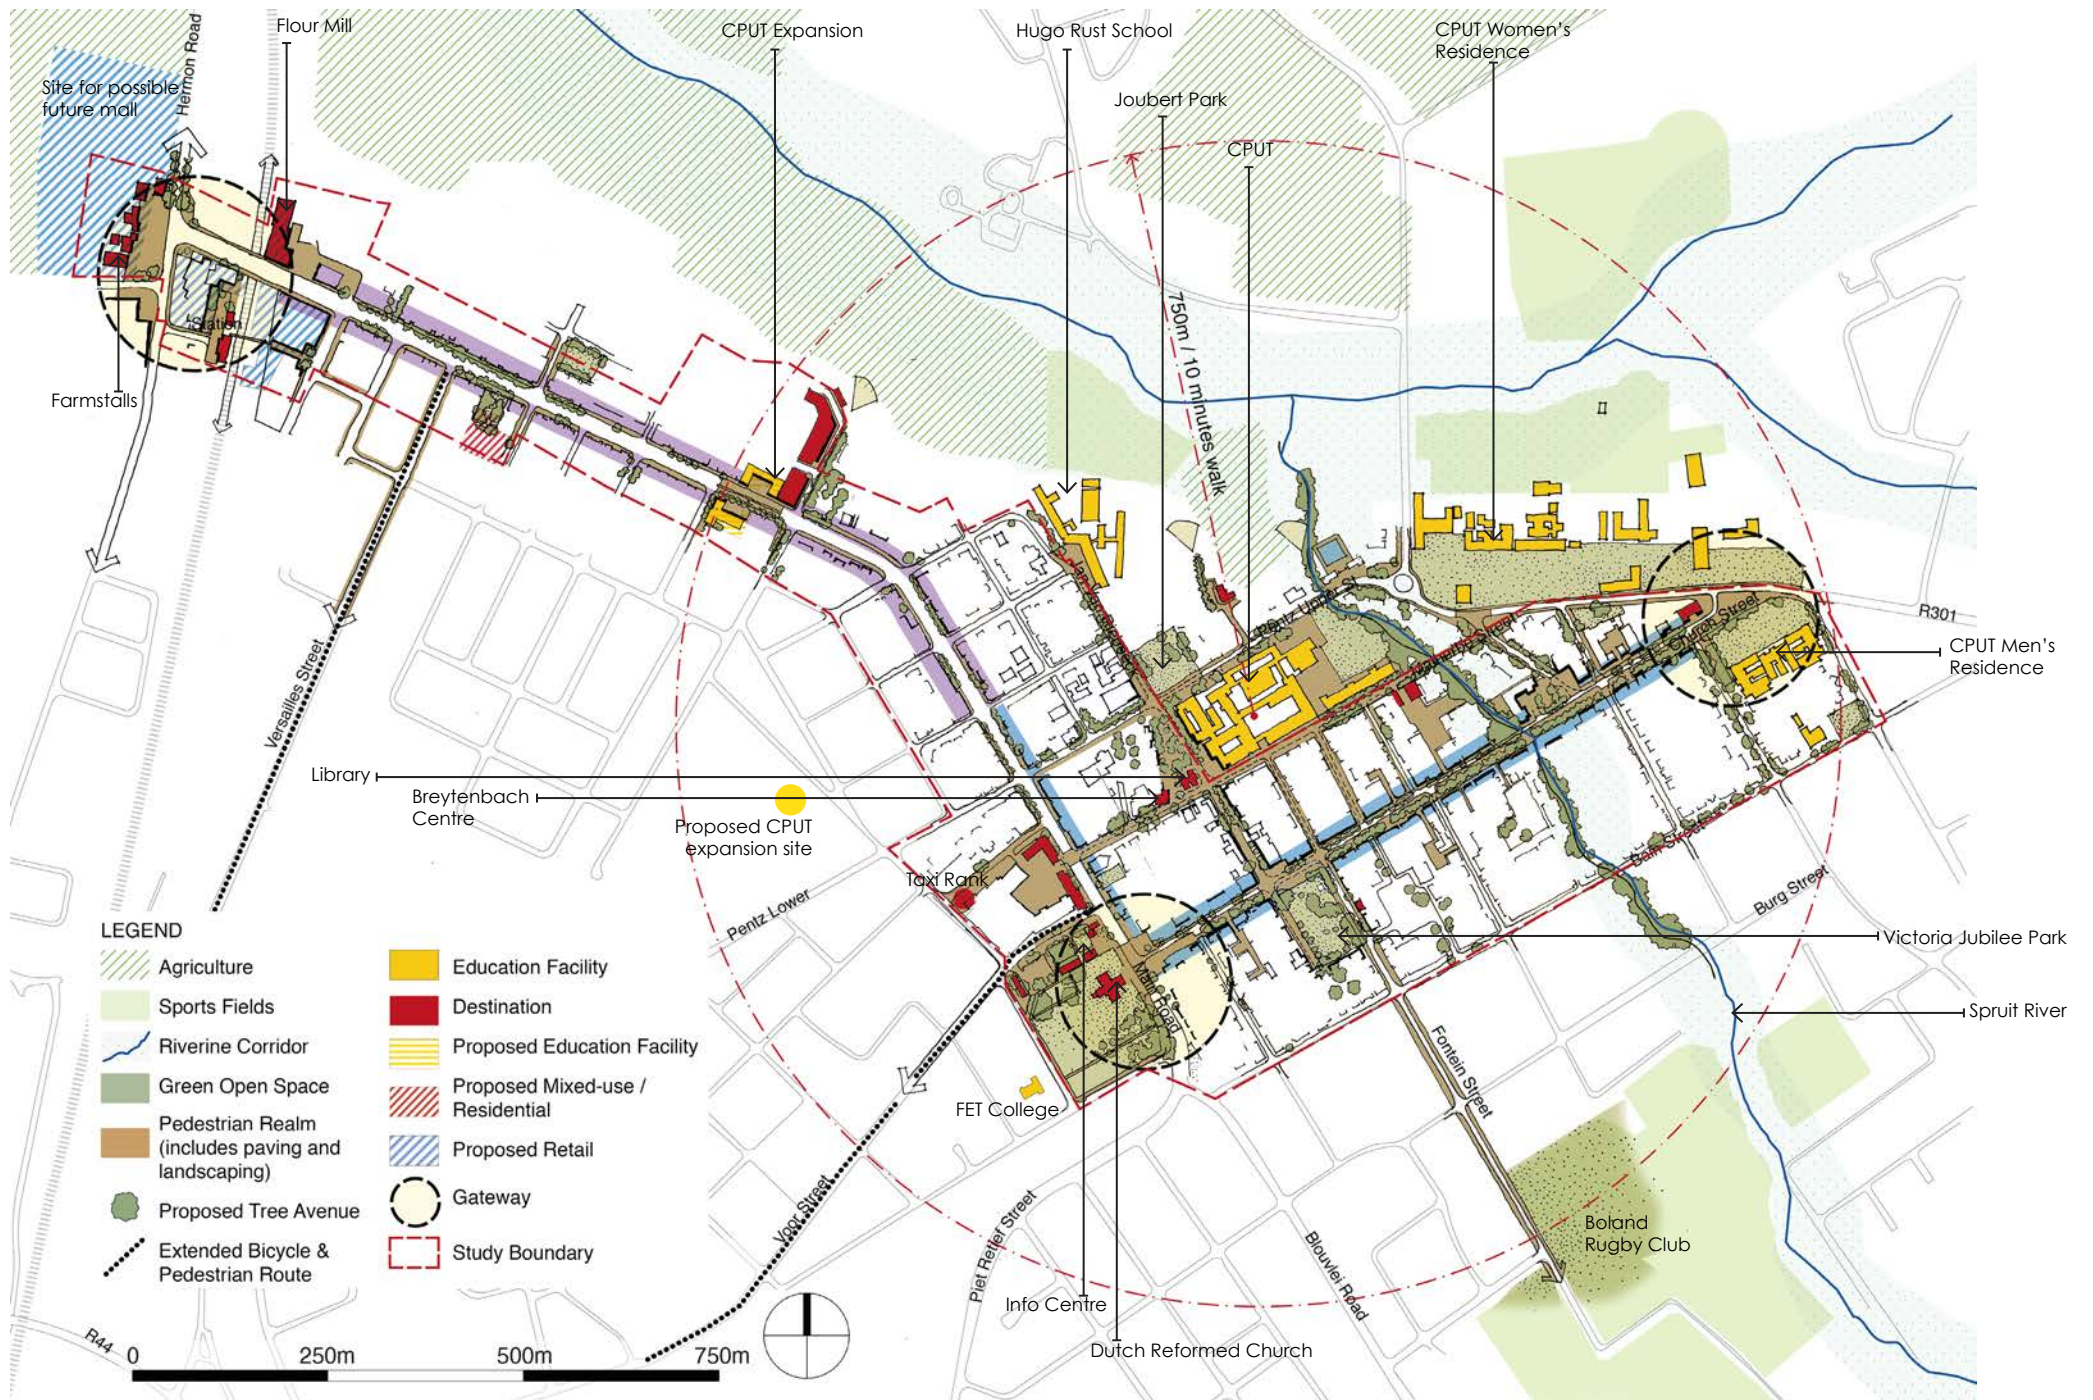 Flour Mill
CPUT Expansion
Hugo Rust School
CPUT Women's
Residence
Hermon Road
Site for possible
future mall
Joubert Park
CPUT
750m / 10 minutes walk
Station
Farmstalls
Pentz Upper
Church Street
R301
CPUT Men's
Residence
Versailles Street
Library
Breytenbach
Centre
Proposed CPUT
expansion site
Taxi Rank
Pentz Lower
Bain Street
Burg Street
Victoria Jubilee Park
Main Road
Spruit River
Fontein Street
FET College
Voor Street
Piet Retief Street
Blouvlei Road
Boland
Rugby Club
Info Centre
Dutch Reformed Church
LEGEND
Agriculture
Sports Fields
Riverine Corridor
Green Open Space
Pedestrian Realm
(includes paving and
landscaping)
Proposed Tree Avenue
Extended Bicycle &
Pedestrian Route
Education Facility
Destination
Proposed Education Facility
Proposed Mixed-use /
Residential
Proposed Retail
Gateway
Study Boundary
R44
0 250m 500m 750m